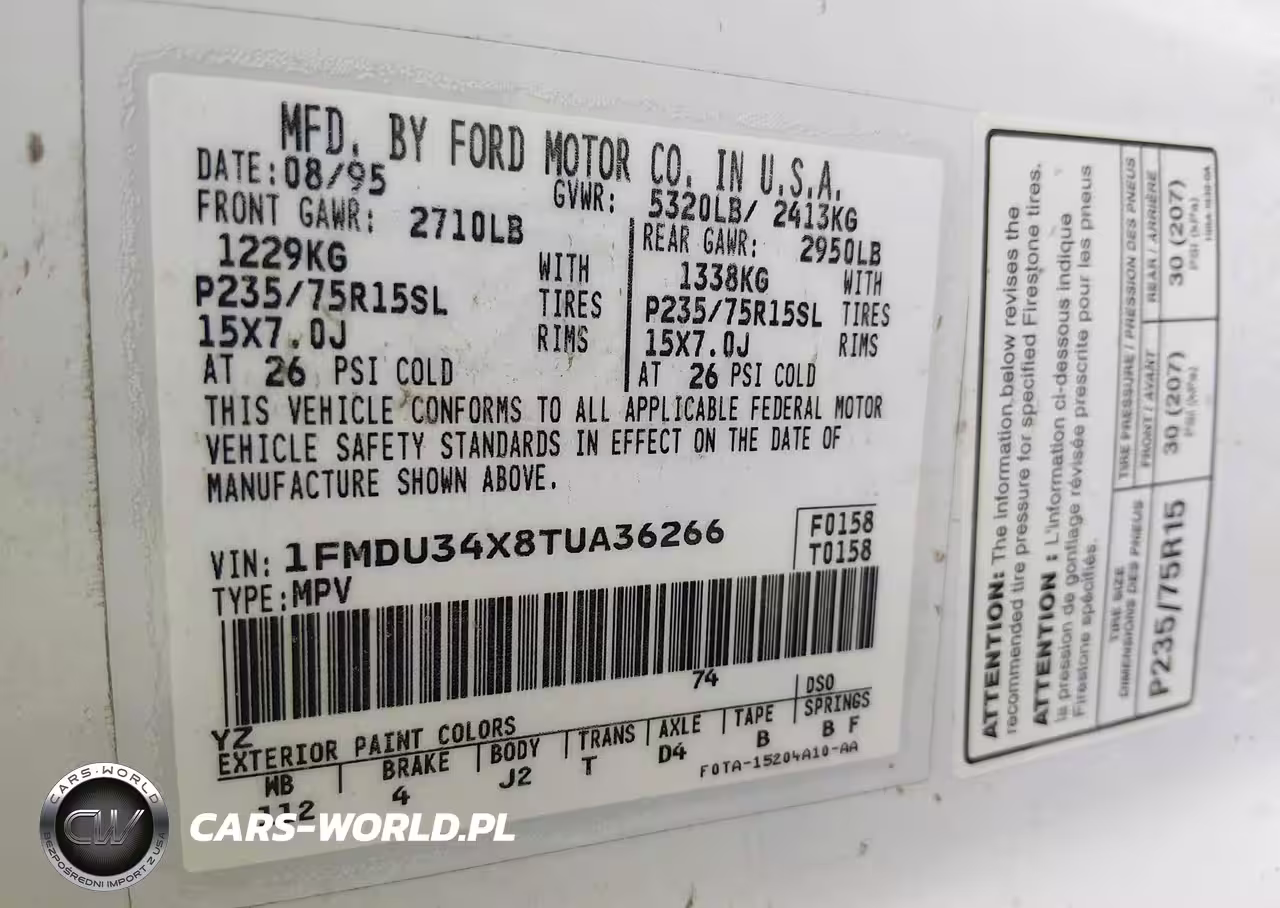 MFD. BY FORD MOTOR CO. IN U.S.A.
DATE: 08/95
GVWR: 5320LB/ 2413KG
FRONT GAWR: 2710LB
1229KG WITH
P235/75R15SL TIRES
15X7.0J RIMS
AT 26 PSI COLD
REAR GAWR: 2950LB
1338KG WITH
P235/75R15SL TIRES
15X7.0J RIMS
AT 26 PSI COLD
THIS VEHICLE CONFORMS TO ALL APPLICABLE FEDERAL MOTOR
VEHICLE SAFETY STANDARDS IN EFFECT ON THE DATE OF
MANUFACTURE SHOWN ABOVE.
VIN: 1FMDU34X8TUA36266
F0158
T0158
TYPE: MPV
74
YZ
DSO
EXTERIOR PAINT COLORS
WB BRAKE BODY TRANS AXLE TAPE SPRINGS
112 4 J2 T D4 B B F
F0TA-15204A10-AA
ATTENTION: The information below revises the
recommended tire pressure for specified Firestone tires.
ATTENTION : L'information ci-dessous indique
la pression de gonflage révisée prescrite pour les pneus
Firestone spécifiés.
TIRE SIZE
DIMENSIONS DES PNEUS
TIRE PRESSURE / PRESSION DES PNEUS
FRONT / AVANT
REAR / ARRIÈRE
P235/75R15
30 (207)
PSI (kPa)
30 (207)
PSI (kPa)
CARS-WORLD
CW
BEZPOŚREDNI IMPORT Z USA
CARS-WORLD.PL